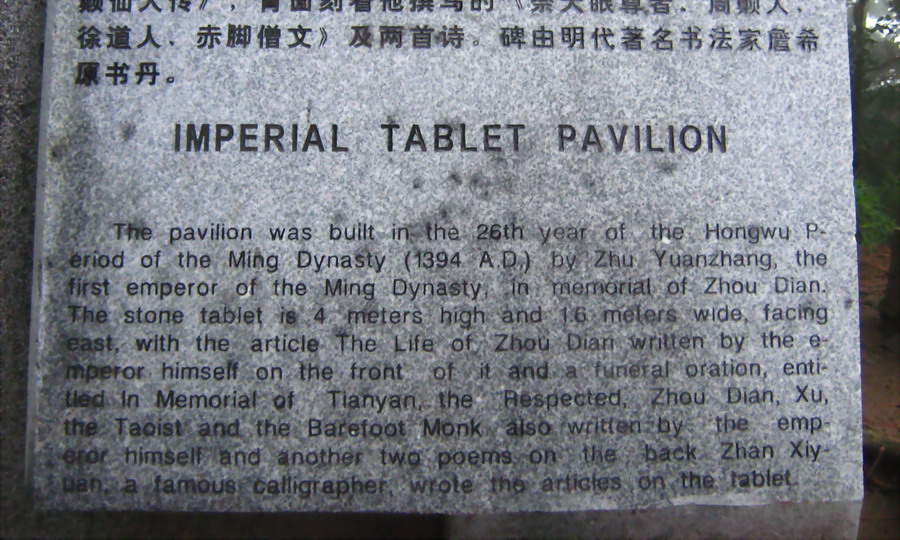 颠仙人传》，背面刻着他撰写的《祭天眼尊者、周颠人、
徐道人、赤脚僧文》及两首诗。碑由明代著名书法家詹希
原书丹。
IMPERIAL TABLET PAVILION
The pavilion was built in the 26th year of the Hongwu P-
eriod of the Ming Dynasty (1394 A.D.) by Zhu Yuanzhang, the
first emperor of the Ming Dynasty, in memorial of Zhou Dian.
The stone tablet is 4 meters high and 16 meters wide, facing
east, with the article The Life of Zhou Dian written by the e-
mperor himself on the front of it and a funeral oration, enti-
tled In Memorial of Tianyan, the Respected, Zhou Dian, Xu,
the Taoist and the Barefoot Monk also written by the emp-
eror himself and another two poems on the back Zhan Xiy-
uan, a famous calligrapher, wrote the articles on the tablet.